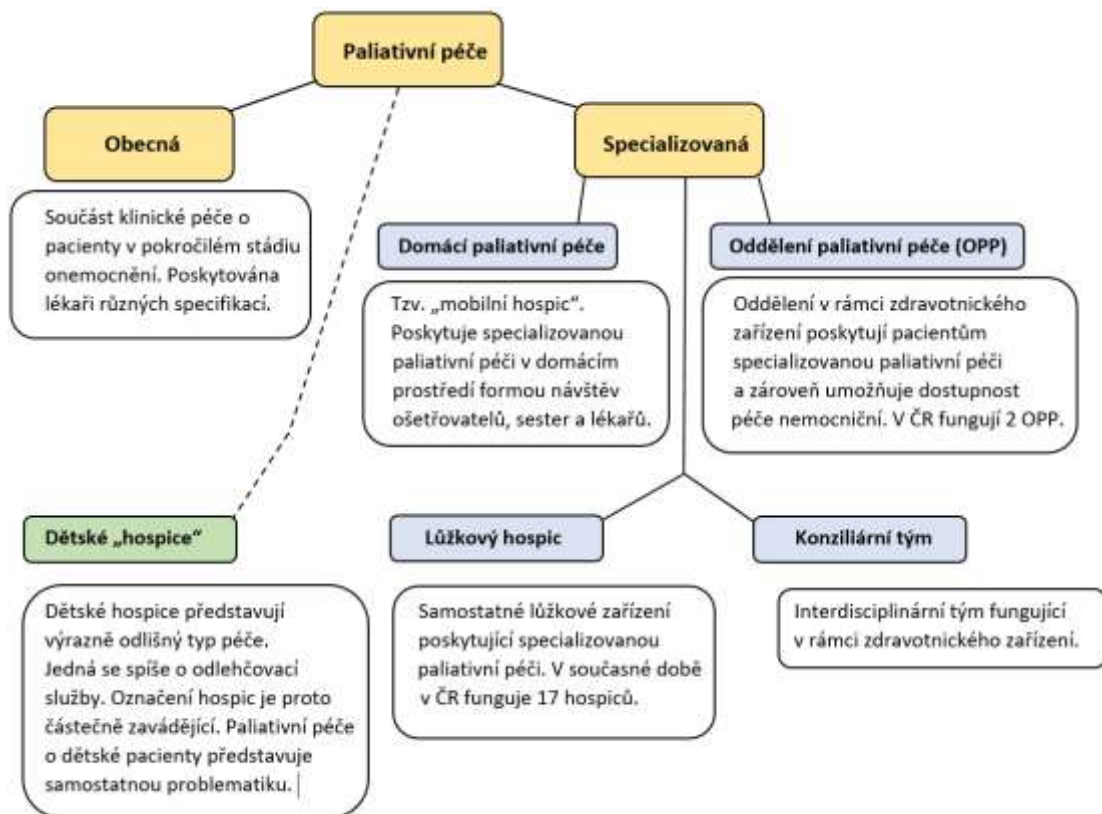 Paliativní péče
Obecná
Specializovaná
Součást klinické péče o
pacienty v pokročilém stádiu
onemocnění. Poskytována
lékaři různých specifikací.
Domácí paliativní péče
Tzv. „mobilní hospic“.
Poskytuje specializovanou
paliativní péči v domácím
prostředí formou návštěv
ošetřovatelů, sester a lékařů.
Oddělení paliativní péče (OPP)
Oddělení v rámci zdravotnického
zařízení poskytují pacientům
specializovanou paliativní péči
a zároveň umožňuje dostupnost
péče nemocniční. V ČR fungují 2 OPP.
Dětské „hospice“
Dětské hospice představují
výrazně odlišný typ péče.
Jedná se spíše o odlehčovací
služby. Označení hospic je proto
částečně zavádějící. Paliativní péče
o dětské pacienty představuje
samostatnou problematiku.
Lůžkový hospic
Samostatné lůžkové zařízení
poskytující specializovanou
paliativní péči. V současné době
v ČR funguje 17 hospiců.
Konziliární tým
Interdisciplinární tým fungující
v rámci zdravotnického zařízení.